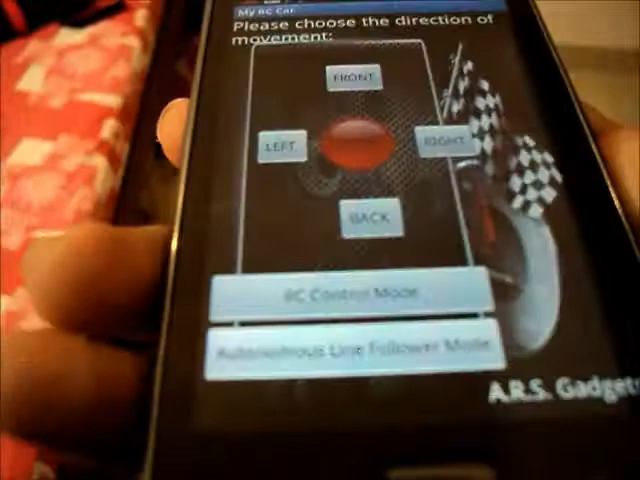 My RC Car
Please choose the direction of
movement:
FRONT
LEFT
RIGHT
BACK
RC Control Mode
Autonomous Line Follower Mode
A.R.S. Gadgets